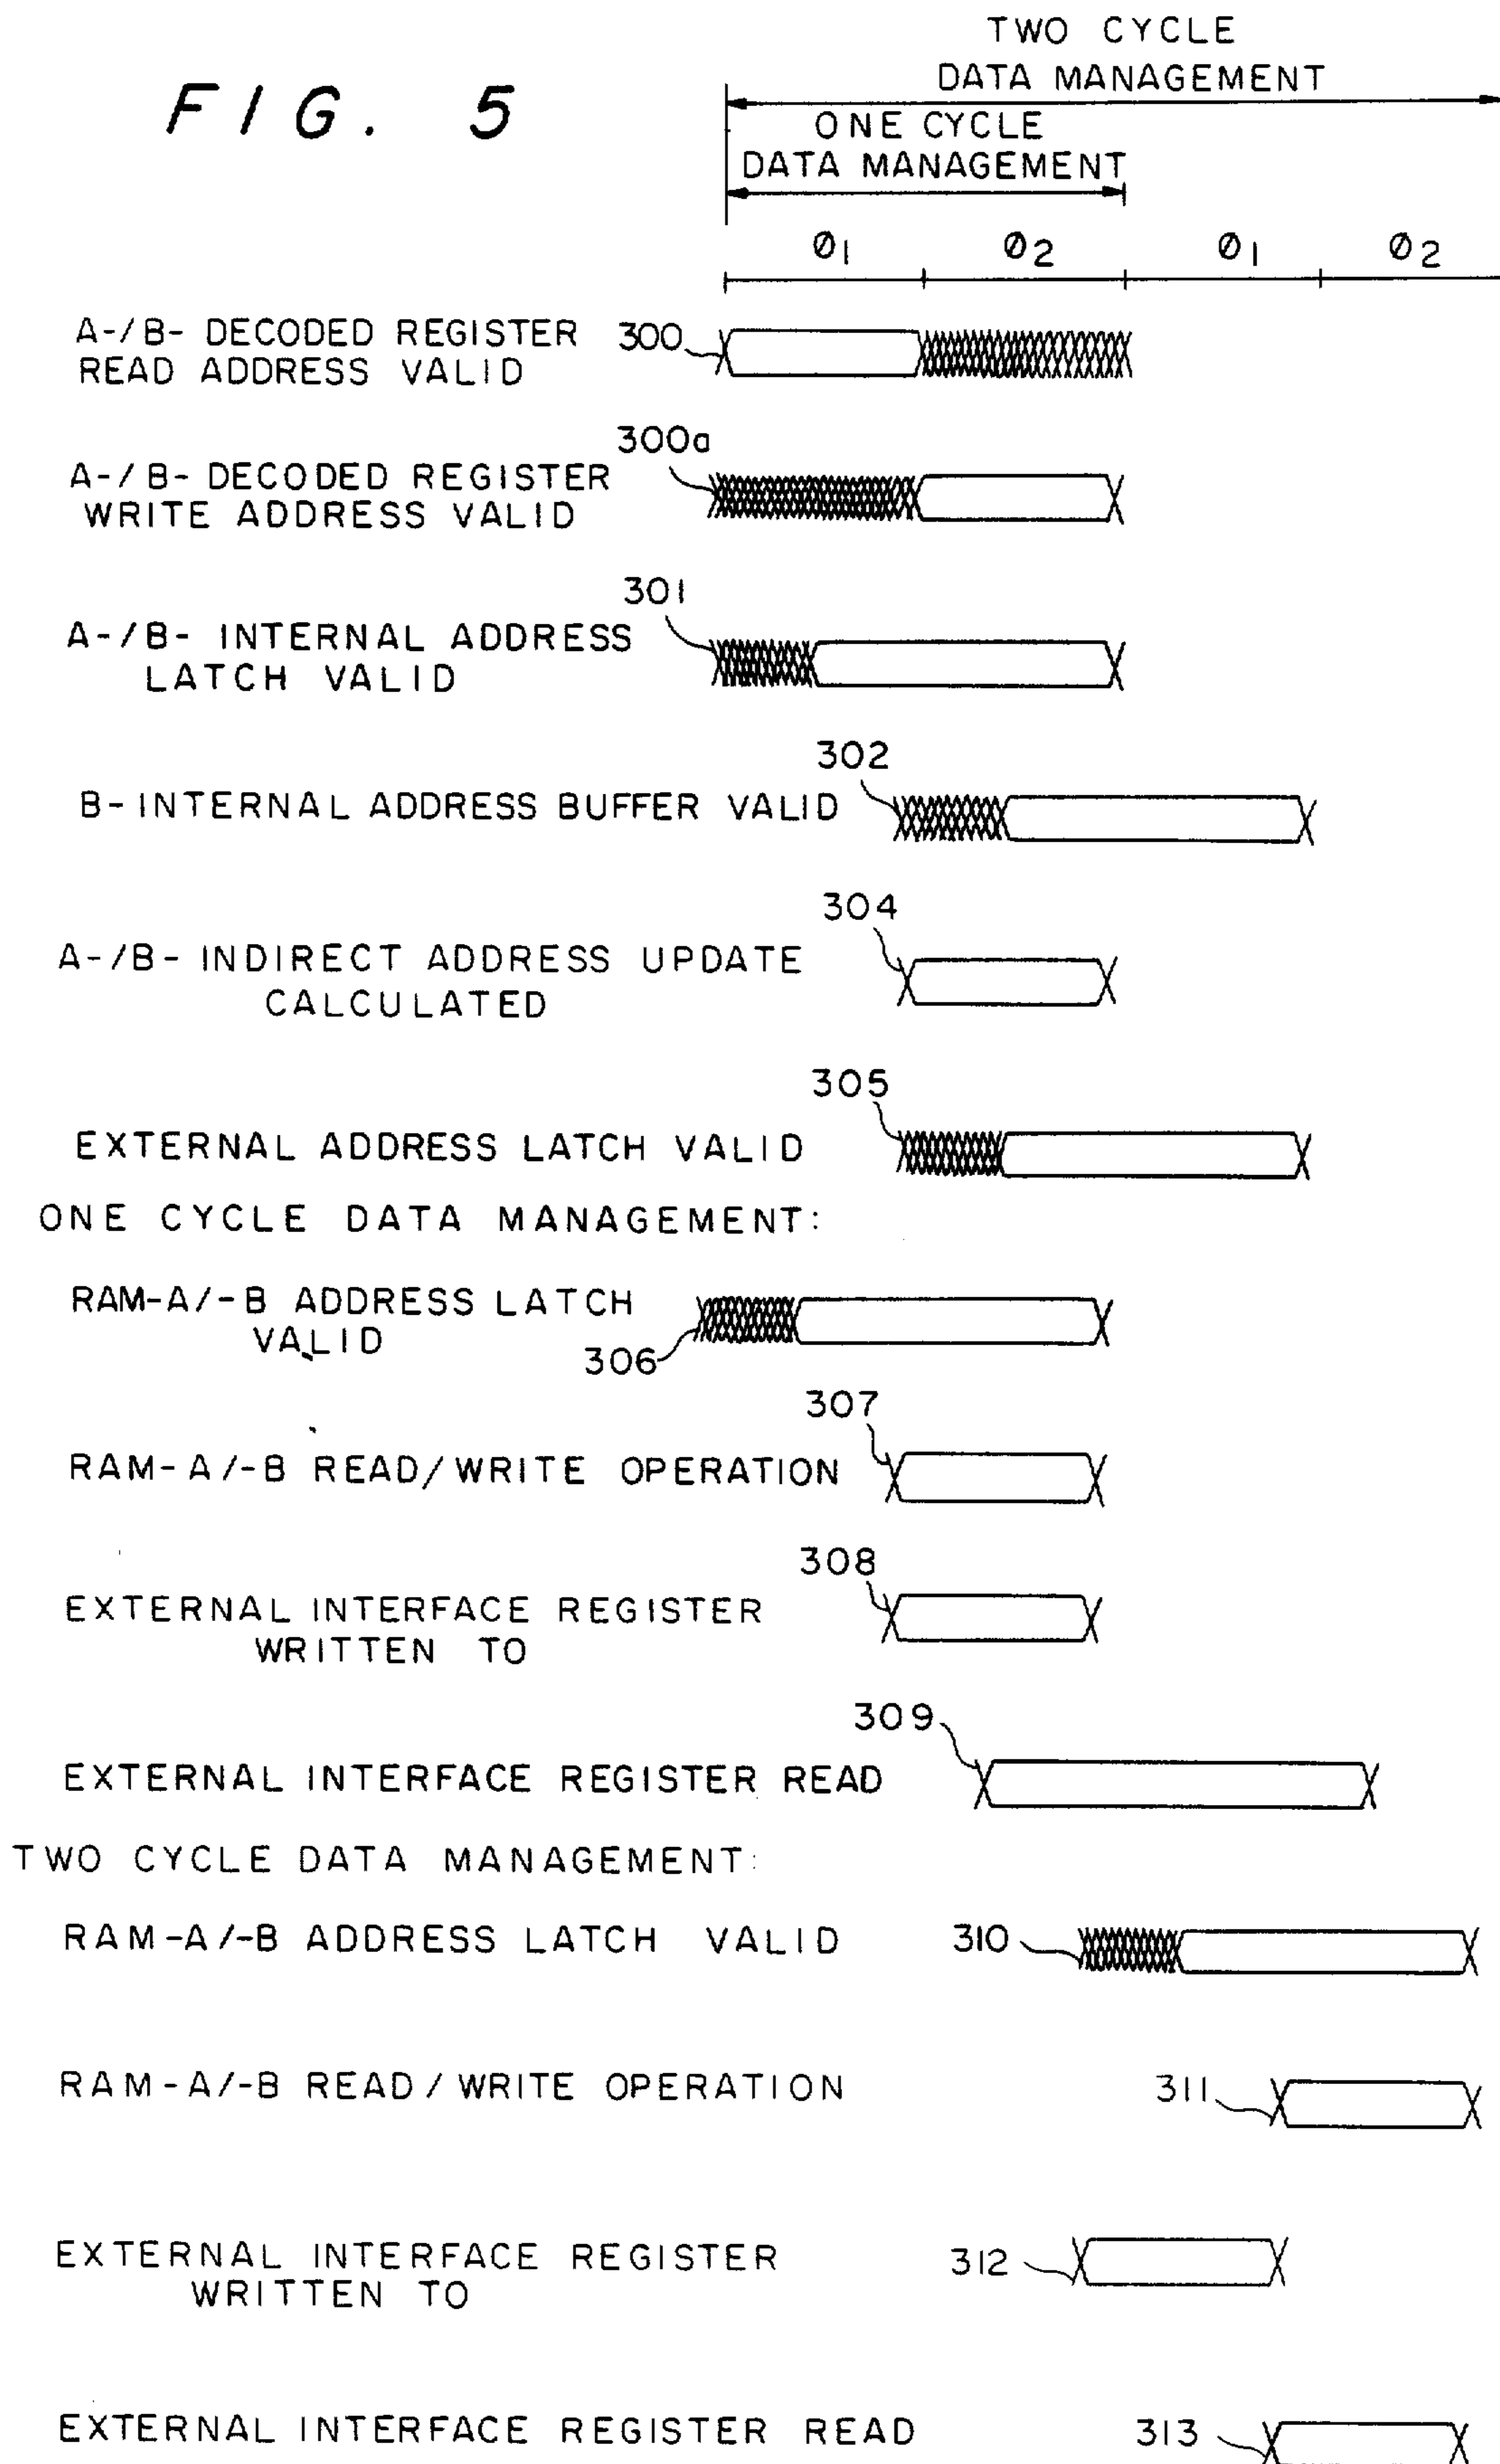 TWO CYCLE
DATA MANAGEMENT
FIG. 5
ONE CYCLE
DATA MANAGEMENT
Ø1 Ø2 Ø1 Ø2
A-/B- DECODED REGISTER
READ ADDRESS VALID
300
300a
A-/B- DECODED REGISTER
WRITE ADDRESS VALID
301
A-/B- INTERNAL ADDRESS
LATCH VALID
302
B-INTERNAL ADDRESS BUFFER VALID
304
A-/B- INDIRECT ADDRESS UPDATE
CALCULATED
305
EXTERNAL ADDRESS LATCH VALID
ONE CYCLE DATA MANAGEMENT:
RAM-A/-B ADDRESS LATCH
VALID
306
307
RAM-A/-B READ/WRITE OPERATION
308
EXTERNAL INTERFACE REGISTER
WRITTEN TO
309
EXTERNAL INTERFACE REGISTER READ
TWO CYCLE DATA MANAGEMENT:
RAM-A/-B ADDRESS LATCH VALID 310
RAM-A/-B READ/WRITE OPERATION 311
EXTERNAL INTERFACE REGISTER
WRITTEN TO
312
EXTERNAL INTERFACE REGISTER READ 313